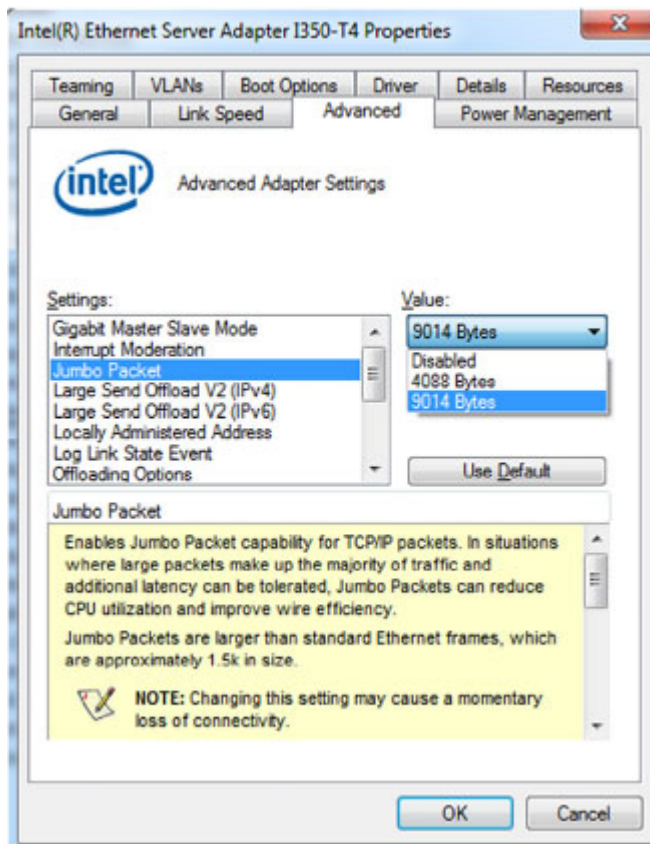 Intel(R) Ethernet Server Adapter I350-T4 Properties
Teaming VLANs Boot Options Driver Details Resources
General Link Speed Advanced Power Management
intel
Advanced Adapter Settings
Settings:
Value:
Gigabit Master Slave Mode
Interrupt Moderation
Jumbo Packet
Large Send Offload V2 (IPv4)
Large Send Offload V2 (IPv6)
Locally Administered Address
Log Link State Event
Offloading Options
9014 Bytes
Disabled
4088 Bytes
9014 Bytes
Use Default
Jumbo Packet
Enables Jumbo Packet capability for TCP/IP packets. In situations
where large packets make up the majority of traffic and
additional latency can be tolerated, Jumbo Packets can reduce
CPU utilization and improve wire efficiency.
Jumbo Packets are larger than standard Ethernet frames, which
are approximately 1.5k in size.
NOTE: Changing this setting may cause a momentary
loss of connectivity.
OK Cancel